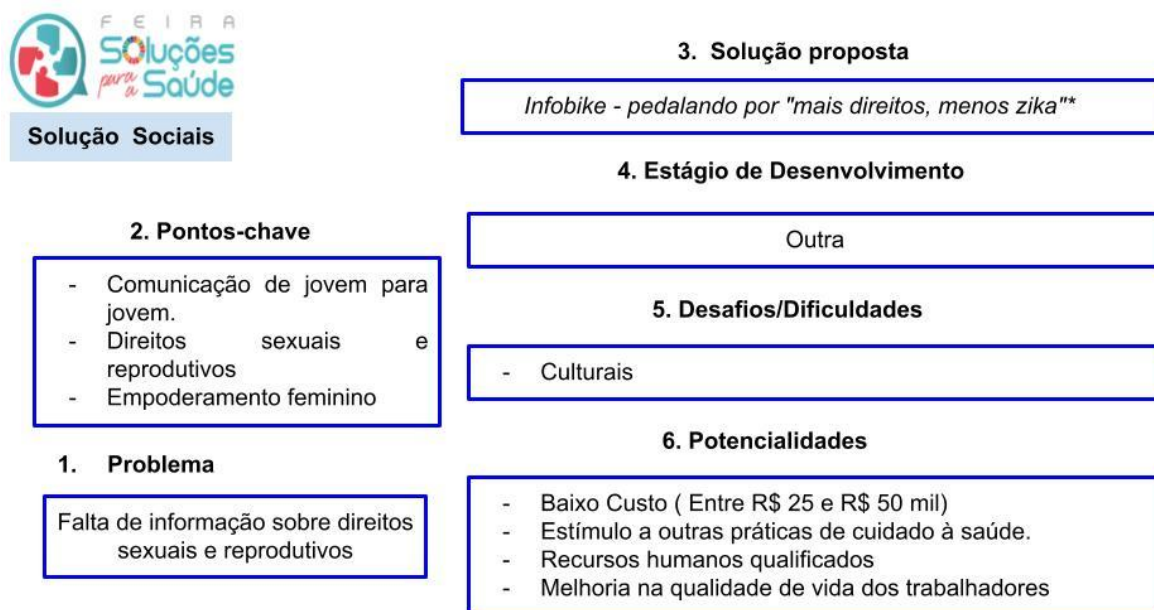 FEIRA
SOluções
para a
Saúde
Solução Sociais
2. Pontos-chave
- Comunicação de jovem para
jovem.
- Direitos sexuais e
reprodutivos
- Empoderamento feminino
1. Problema
Falta de informação sobre direitos
sexuais e reprodutivos
3. Solução proposta
Infobike - pedalando por "mais direitos, menos zika"*
4. Estágio de Desenvolvimento
Outra
5. Desafios/Dificuldades
- Culturais
6. Potencialidades
- Baixo Custo ( Entre R$ 25 e R$ 50 mil)
- Estímulo a outras práticas de cuidado à saúde.
- Recursos humanos qualificados
- Melhoria na qualidade de vida dos trabalhadores